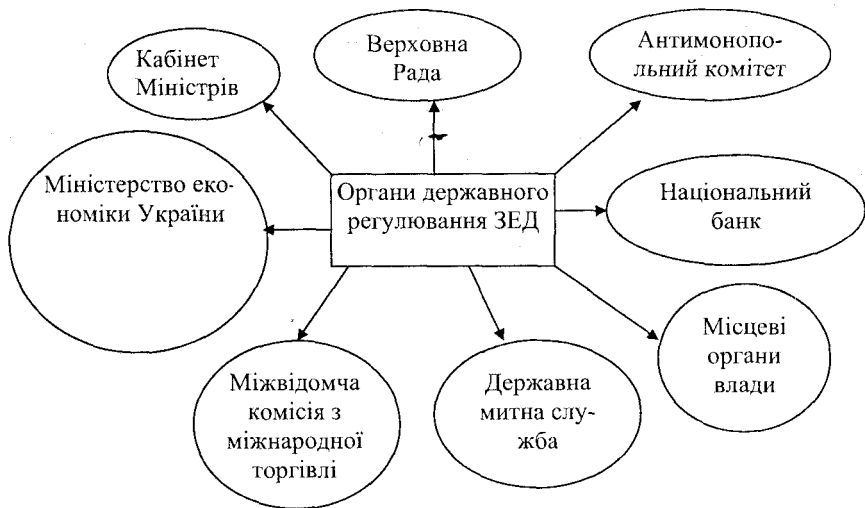 Кабінет
Міністрів
Верховна
Рада
Антимонопо-
льний комітет
Міністерство еко-
номіки України
Органи державного
регулювання ЗЕД
Національний
банк
Місцеві
органи
влади
Міжвідомча
комісія з
міжнародної
торгівлі
Державна
митна слу-
жба